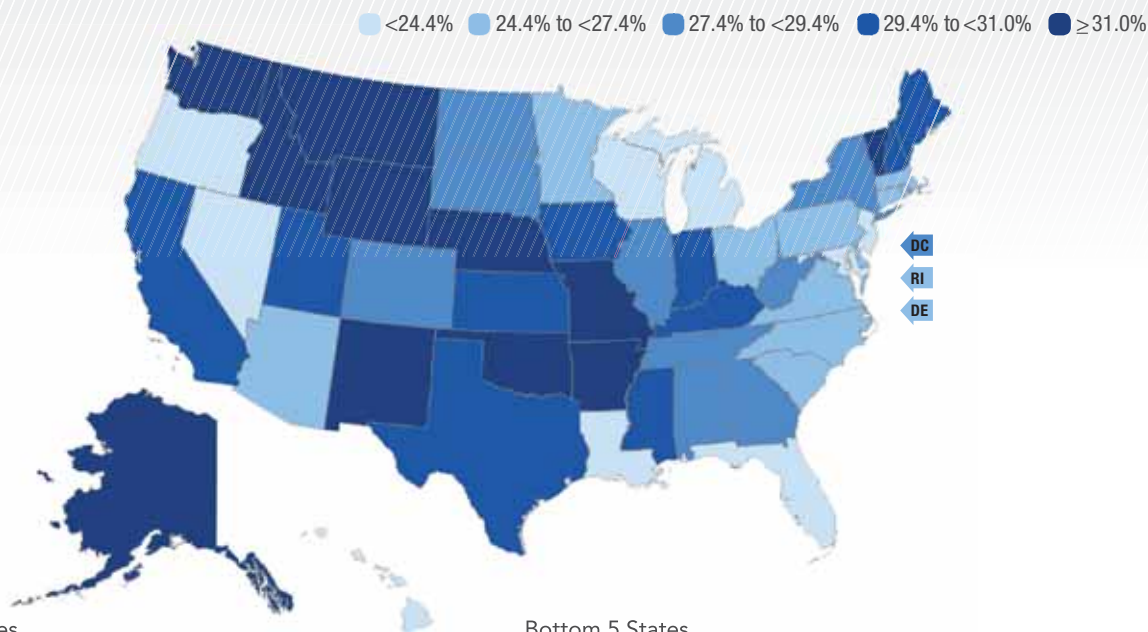 <24.4% 24.4% to <27.4% 27.4% to <29.4% 29.4% to <31.0% ≥31.0%
DC
RI
DE
Bottom 5 States